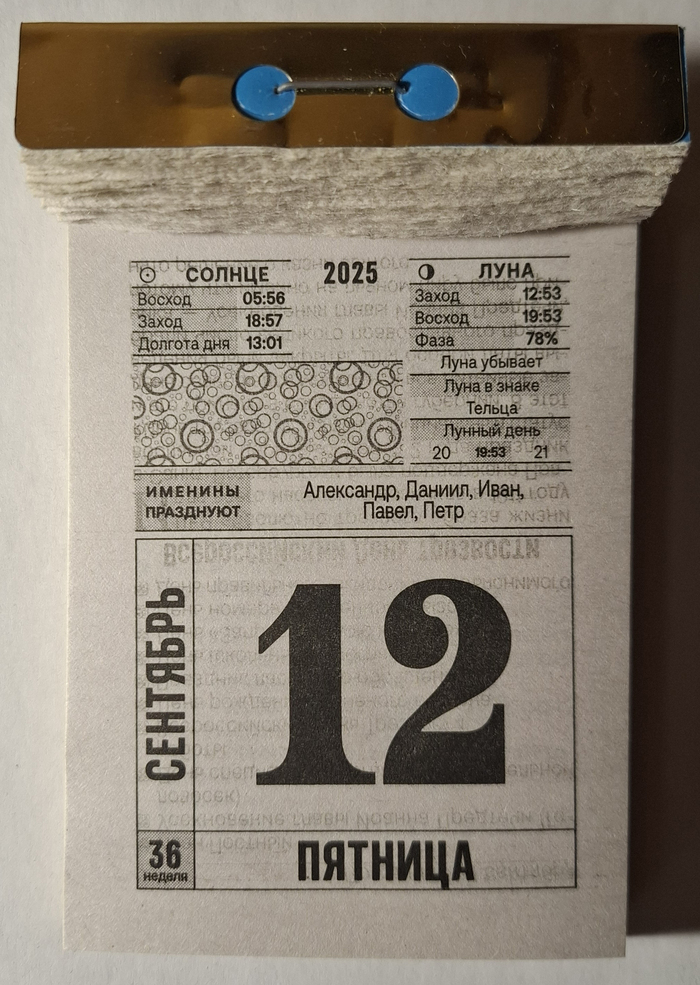 СОЛНЦЕ
Восход 05:56
Заход 18:57
Долгота дня 13:01
2025
ЛУНА
Заход 12:53
Восход 19:53
Фаза 78%
Луна убывает
Луна в знаке
Тельца
Лунный день
20 19:53 21
ИМЕНИНЫ
ПРАЗДНУЮТ
Александр, Даниил, Иван,
Павел, Петр
СЕНТЯБРЬ
12
36
неделя
ПЯТНИЦА